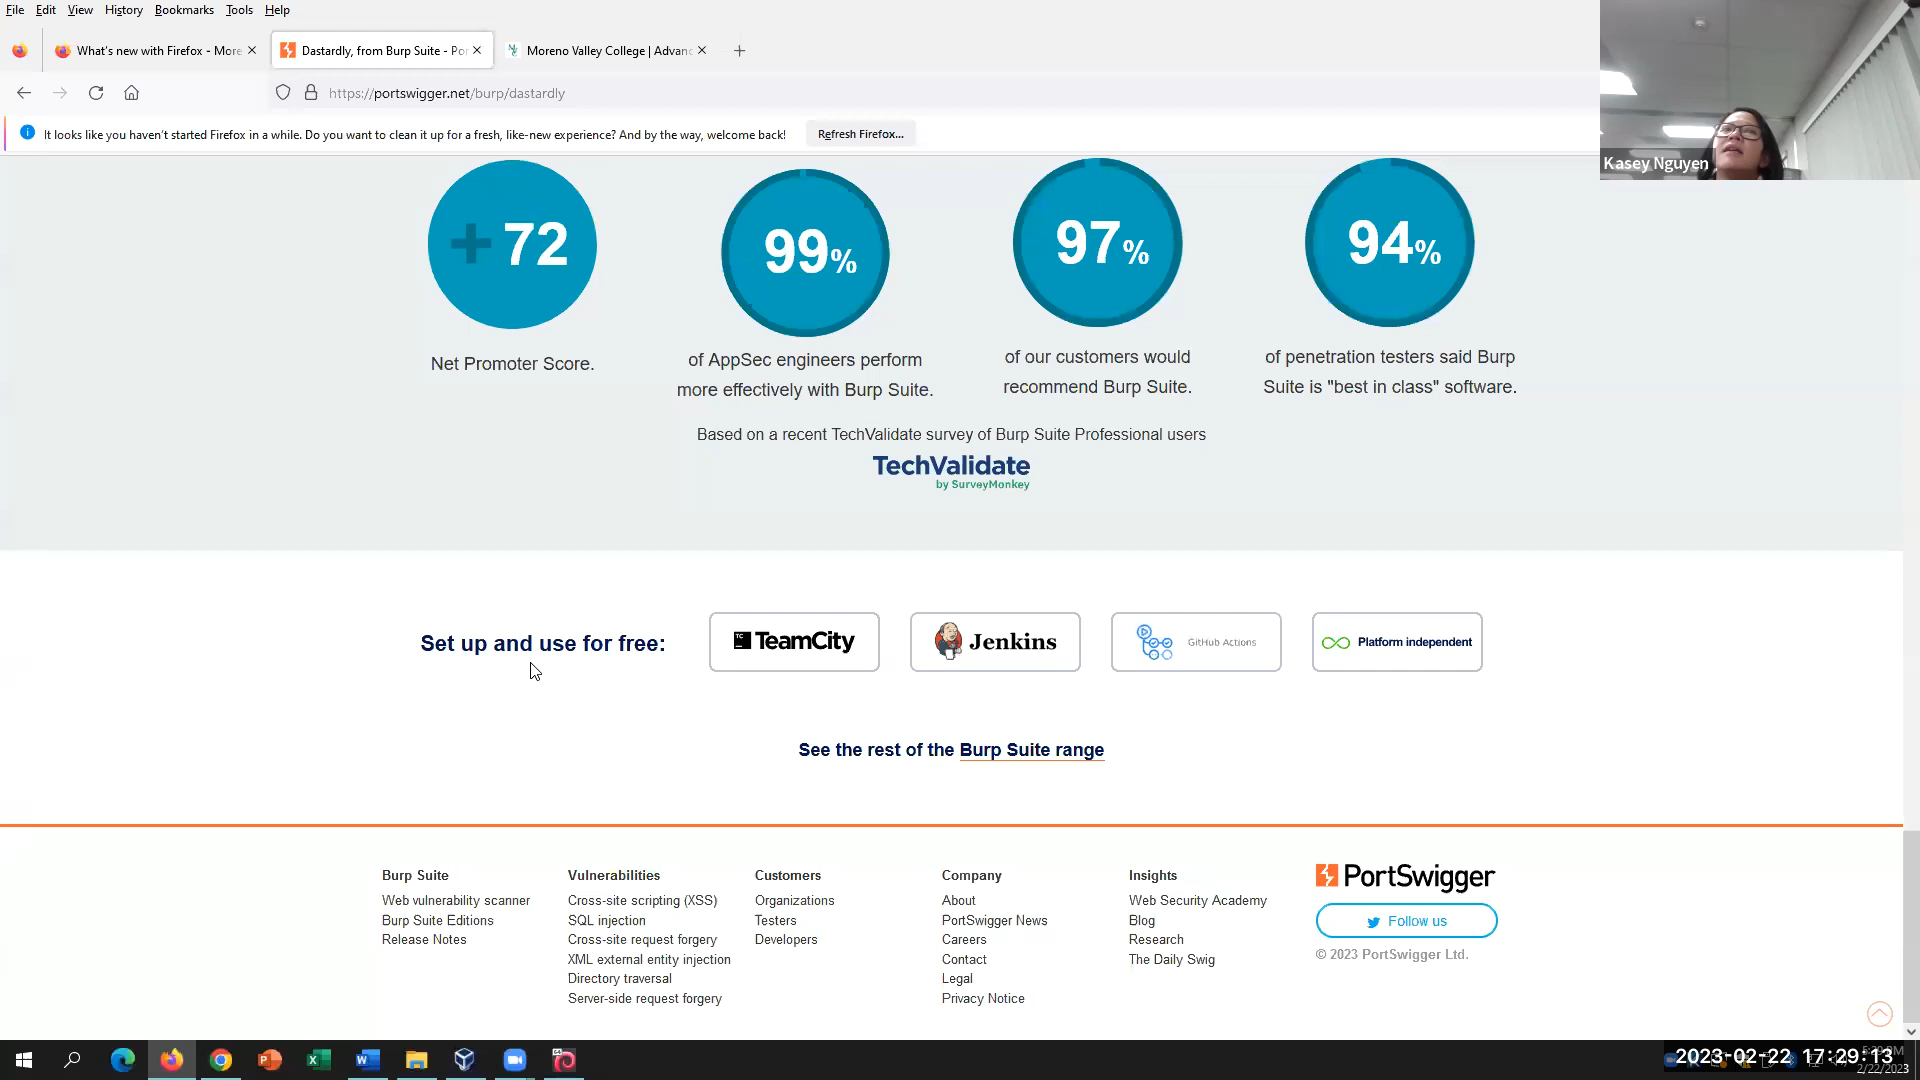 File Edit View History Bookmarks Tools Help
What's new with Firefox - More
Dastardly, from Burp Suite - Por
Moreno Valley College | Advanc
https://portswigger.net/burp/dastardly
It looks like you haven't started Firefox in a while. Do you want to clean it up for a fresh, like-new experience? And by the way, welcome back!
Refresh Firefox...
Kasey Nguyen
+72
Net Promoter Score.
99%
of AppSec engineers perform
more effectively with Burp Suite.
97%
of our customers would
recommend Burp Suite.
94%
of penetration testers said Burp
Suite is "best in class" software.
Based on a recent TechValidate survey of Burp Suite Professional users
TechValidate
by SurveyMonkey
Set up and use for free:
TC TeamCity
Jenkins
GitHub Actions
Platform independent
See the rest of the Burp Suite range
Burp Suite
Web vulnerability scanner
Burp Suite Editions
Release Notes
Vulnerabilities
Cross-site scripting (XSS)
SQL injection
Cross-site request forgery
XML external entity injection
Directory traversal
Server-side request forgery
Customers
Organizations
Testers
Developers
Company
About
PortSwigger News
Careers
Contact
Legal
Privacy Notice
Insights
Web Security Academy
Blog
Research
The Daily Swig
PortSwigger
Follow us
© 2023 PortSwigger Ltd.
2023-02-22 17:29:13
2/22/2023